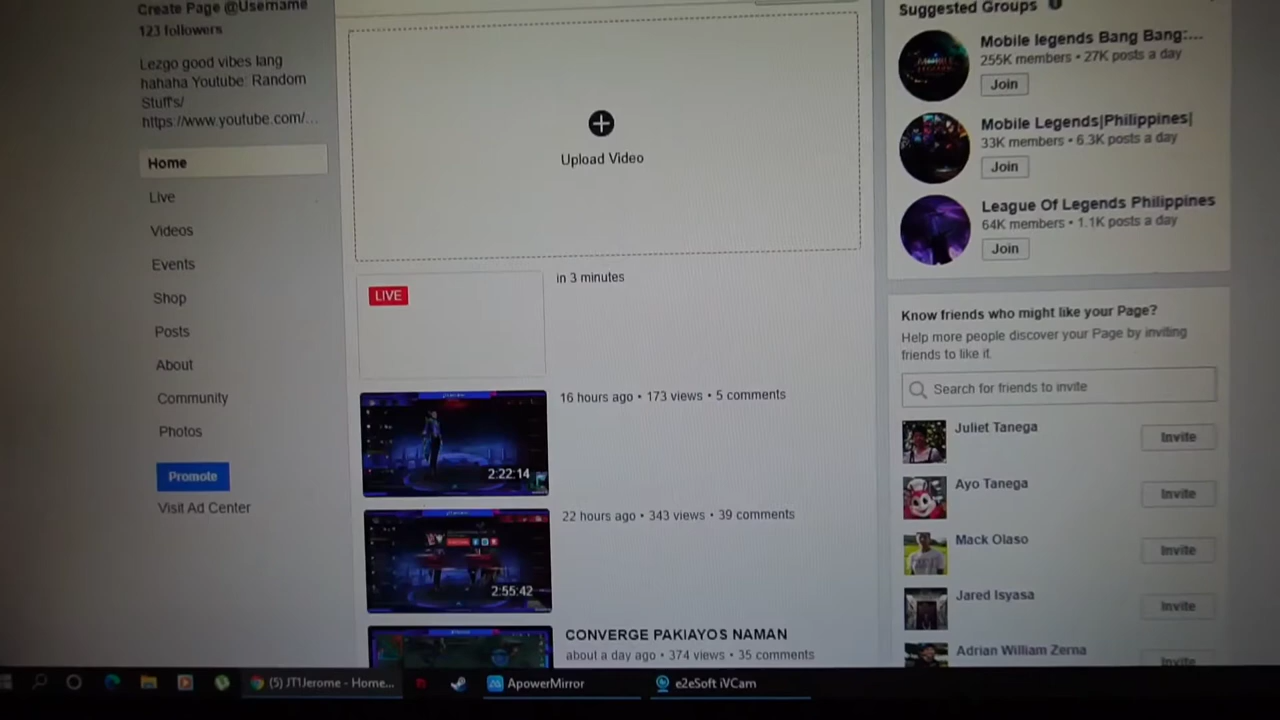 Create Page @Username
123 followers
Lezgo good vibes lang
hahaha Youtube: Random
Stuff's/
https://www.youtube.com/...
Home
Live
Videos
Events
Shop
Posts
About
Community
Photos
Promote
Visit Ad Center
Upload Video
LIVE
in 3 minutes
16 hours ago • 173 views • 5 comments
2:22:14
22 hours ago • 343 views • 39 comments
2:55:42
CONVERGE PAKIAYOS NAMAN
about a day ago • 374 views • 35 comments
Suggested Groups
Mobile legends Bang Bang:...
255K members • 27K posts a day
Join
Mobile Legends|Philippines|
33K members • 6.3K posts a day
Join
League Of Legends Philippines
64K members • 1.1K posts a day
Join
Know friends who might like your Page?
Help more people discover your Page by inviting
friends to like it.
Search for friends to invite
Juliet Tanega
Invite
Ayo Tanega
Invite
Mack Olaso
Invite
Jared Isyasa
Invite
Adrian William Zerna
Invite
(5) JT1Jerome - Home...
ApowerMirror
e2eSoft iVCam